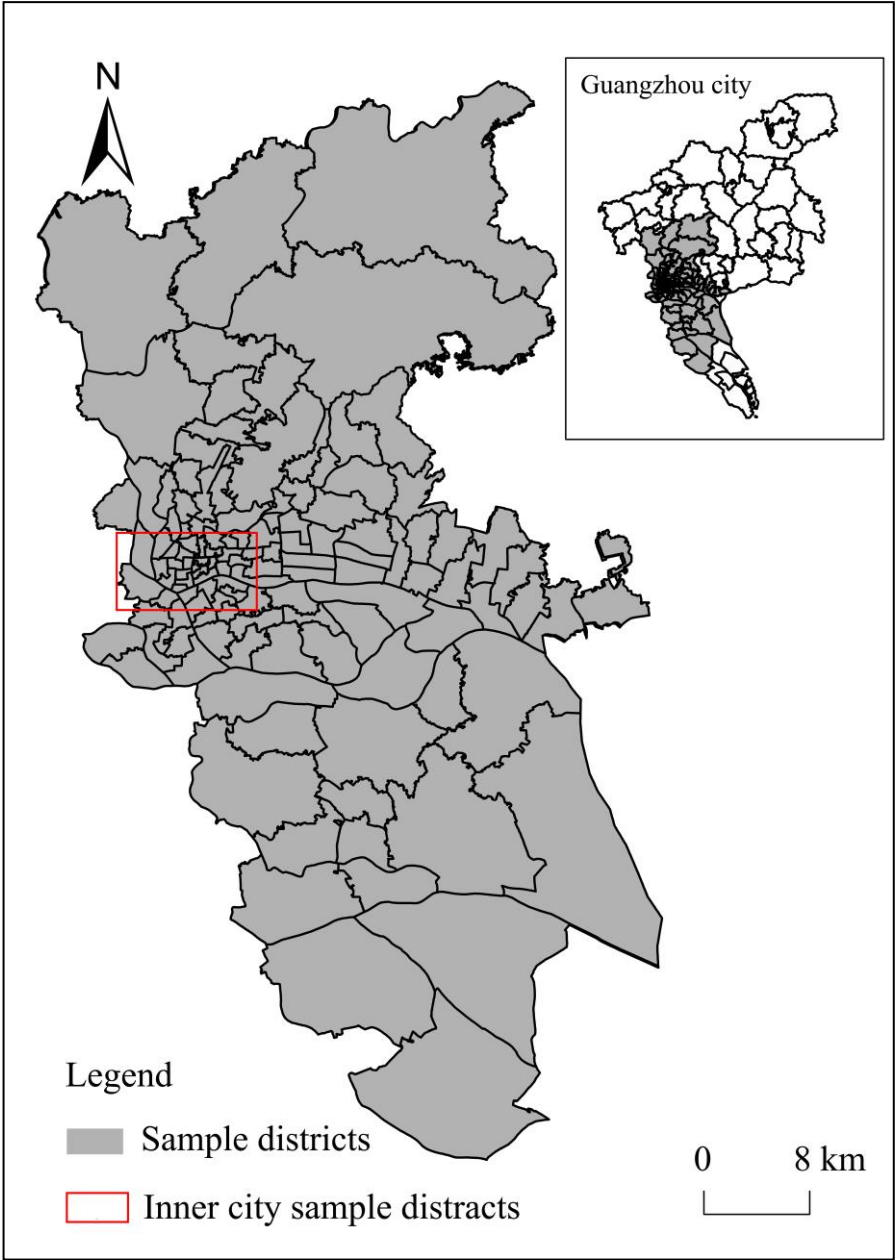 N
Guangzhou city
Legend
Sample districts
Inner city sample distracts
0 8 km